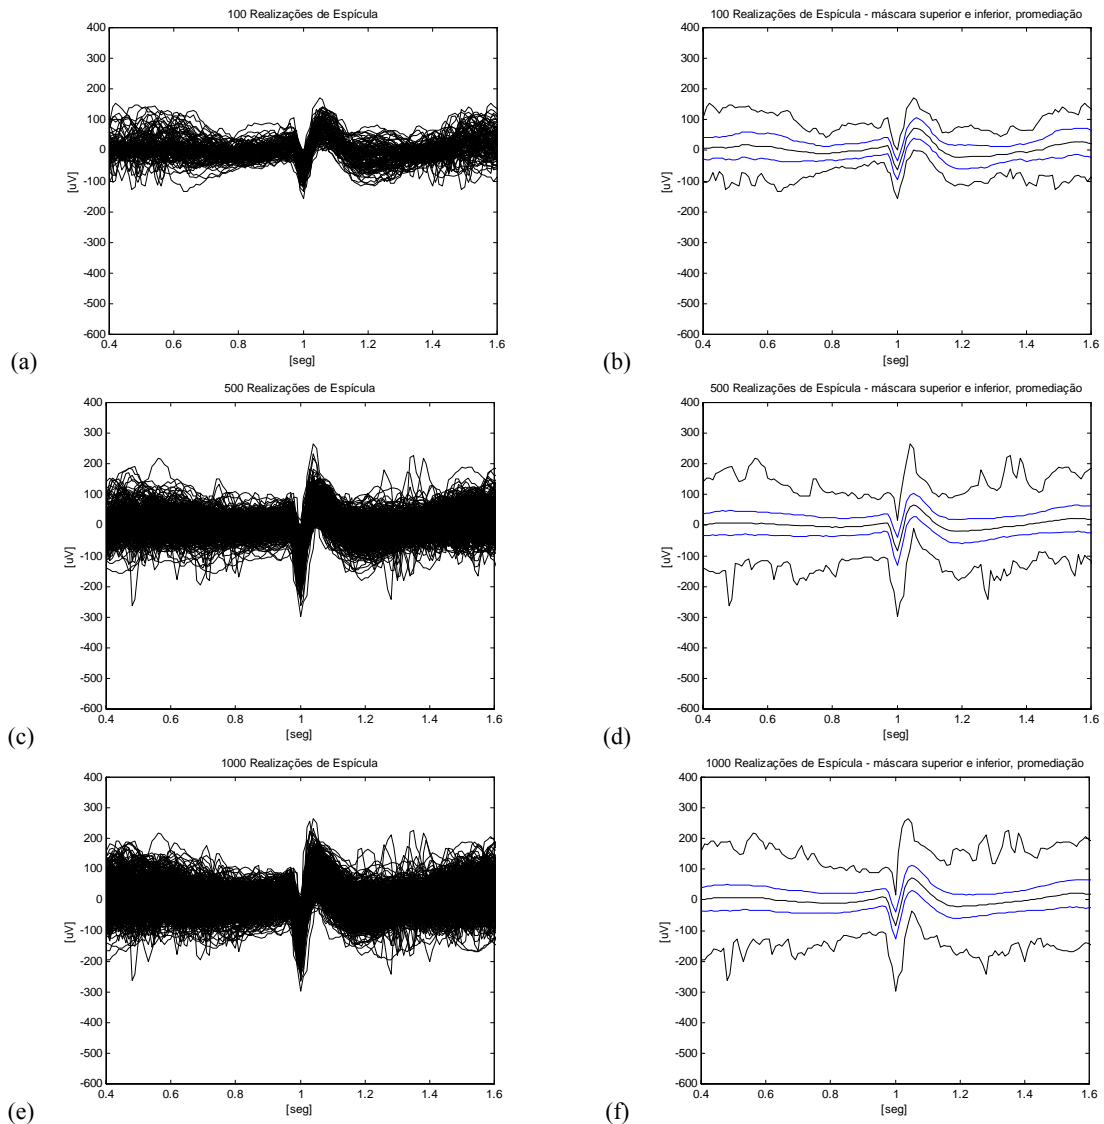 100 Realizações de Espícula
400
300
200
100
0
-100
-200
-300
-400
-500
-600
[uV]
0.4 0.6 0.8 1 1.2 1.4 1.6
[seg]
(a)
100 Realizações de Espícula - máscara superior e inferior, promediação
400
300
200
100
0
-100
-200
-300
-400
-500
-600
[uV]
0.4 0.6 0.8 1 1.2 1.4 1.6
[seg]
(b)
500 Realizações de Espícula
400
300
200
100
0
-100
-200
-300
-400
-500
-600
[uV]
0.4 0.6 0.8 1 1.2 1.4 1.6
[seg]
(c)
500 Realizações de Espícula - máscara superior e inferior, promediação
400
300
200
100
0
-100
-200
-300
-400
-500
-600
[uV]
0.4 0.6 0.8 1 1.2 1.4 1.6
[seg]
(d)
1000 Realizações de Espícula
400
300
200
100
0
-100
-200
-300
-400
-500
-600
[uV]
0.4 0.6 0.8 1 1.2 1.4 1.6
[seg]
(e)
1000 Realizações de Espícula - máscara superior e inferior, promediação
400
300
200
100
0
-100
-200
-300
-400
-500
-600
[uV]
0.4 0.6 0.8 1 1.2 1.4 1.6
[seg]
(f)